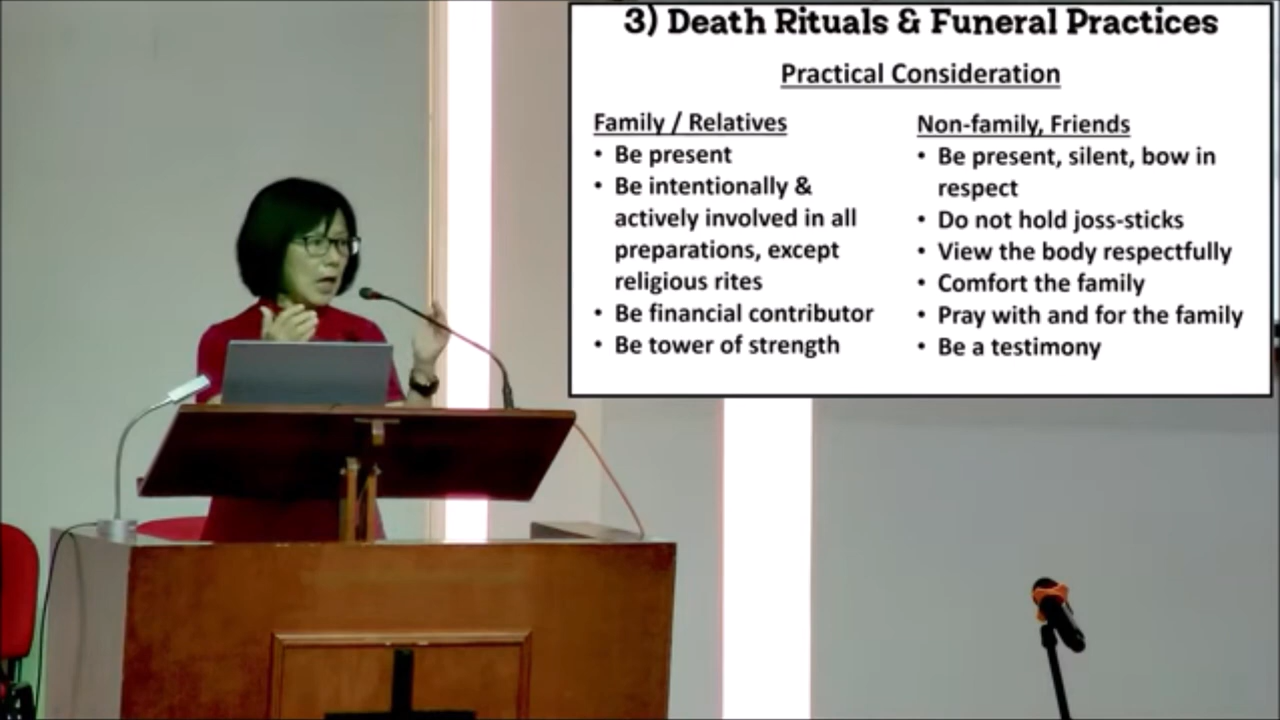 3) Death Rituals & Funeral Practices
Practical Consideration
Family / Relatives
• Be present
• Be intentionally &
actively involved in all
preparations, except
religious rites
• Be financial contributor
• Be tower of strength
Non-family, Friends
• Be present, silent, bow in
respect
• Do not hold joss-sticks
• View the body respectfully
• Comfort the family
• Pray with and for the family
• Be a testimony